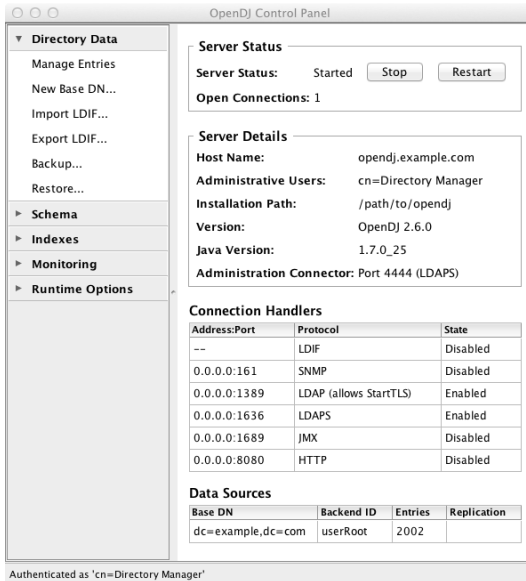 OpenDJ Control Panel
Directory Data
Manage Entries
New Base DN...
Import LDIF...
Export LDIF...
Backup...
Restore...
Schema
Indexes
Monitoring
Runtime Options
Server Status
Server Status: Started Stop Restart
Open Connections: 1
Server Details
Host Name: opendj.example.com
Administrative Users: cn=Directory Manager
Installation Path: /path/to/opendj
Version: OpenDJ 2.6.0
Java Version: 1.7.0_25
Administration Connector: Port 4444 (LDAPS)
Connection Handlers
Address:Port Protocol State
-- LDIF Disabled
0.0.0.0:161 SNMP Disabled
0.0.0.0:1389 LDAP (allows StartTLS) Enabled
0.0.0.0:1636 LDAPS Enabled
0.0.0.0:1689 JMX Disabled
0.0.0.0:8080 HTTP Disabled
Data Sources
Base DN Backend ID Entries Replication
dc=example,dc=com userRoot 2002
Authenticated as 'cn=Directory Manager'